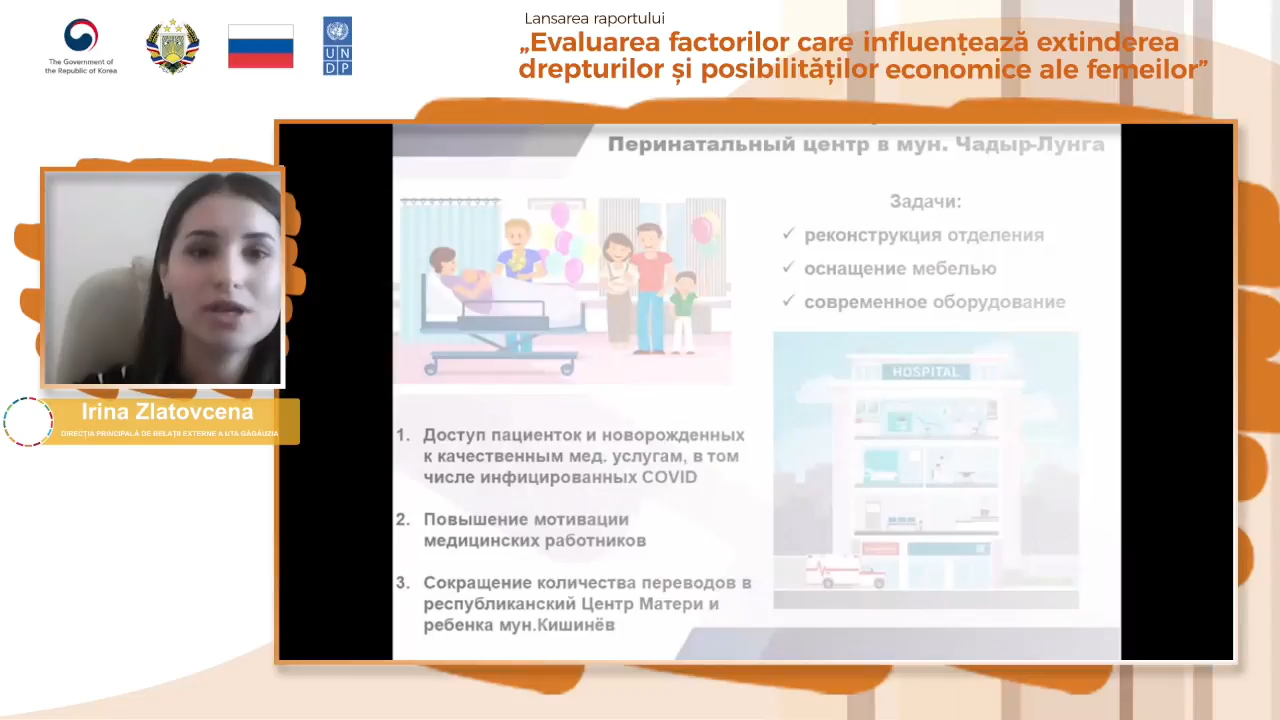 The Government of
the Republic of Korea
UN
DP
Lansarea raportului
„Evaluarea factorilor care influențează extinderea
drepturilor și posibilităților economice ale femeilor”
Перинатальный центр в мун. Чадыр-Лунга
Задачи:
✓ реконструкция отделения
✓ оснащение мебелью
✓ современное оборудование
HOSPITAL
Irina Zlatovcena
DIRECȚIA PRINCIPALĂ DE RELAȚII EXTERNE A UTA GĂGĂUZIA
1. Доступ пациенток и новорожденных
к качественным мед. услугам, в том
числе инфицированных COVID
2. Повышение мотивации
медицинских работников
3. Сокращение количества переводов в
республиканский Центр Матери и
ребенка мун.Кишинёв